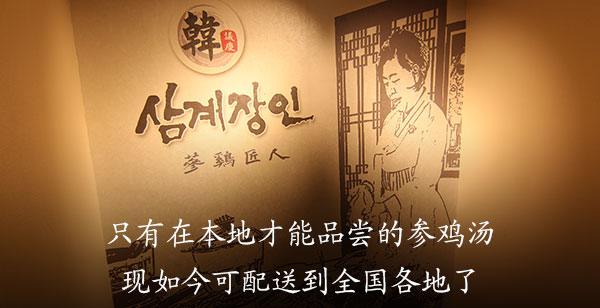 韓
삼계장인
蔘鷄匠人
只有在本地才能品尝的参鸡汤
现如今可配送到全国各地了